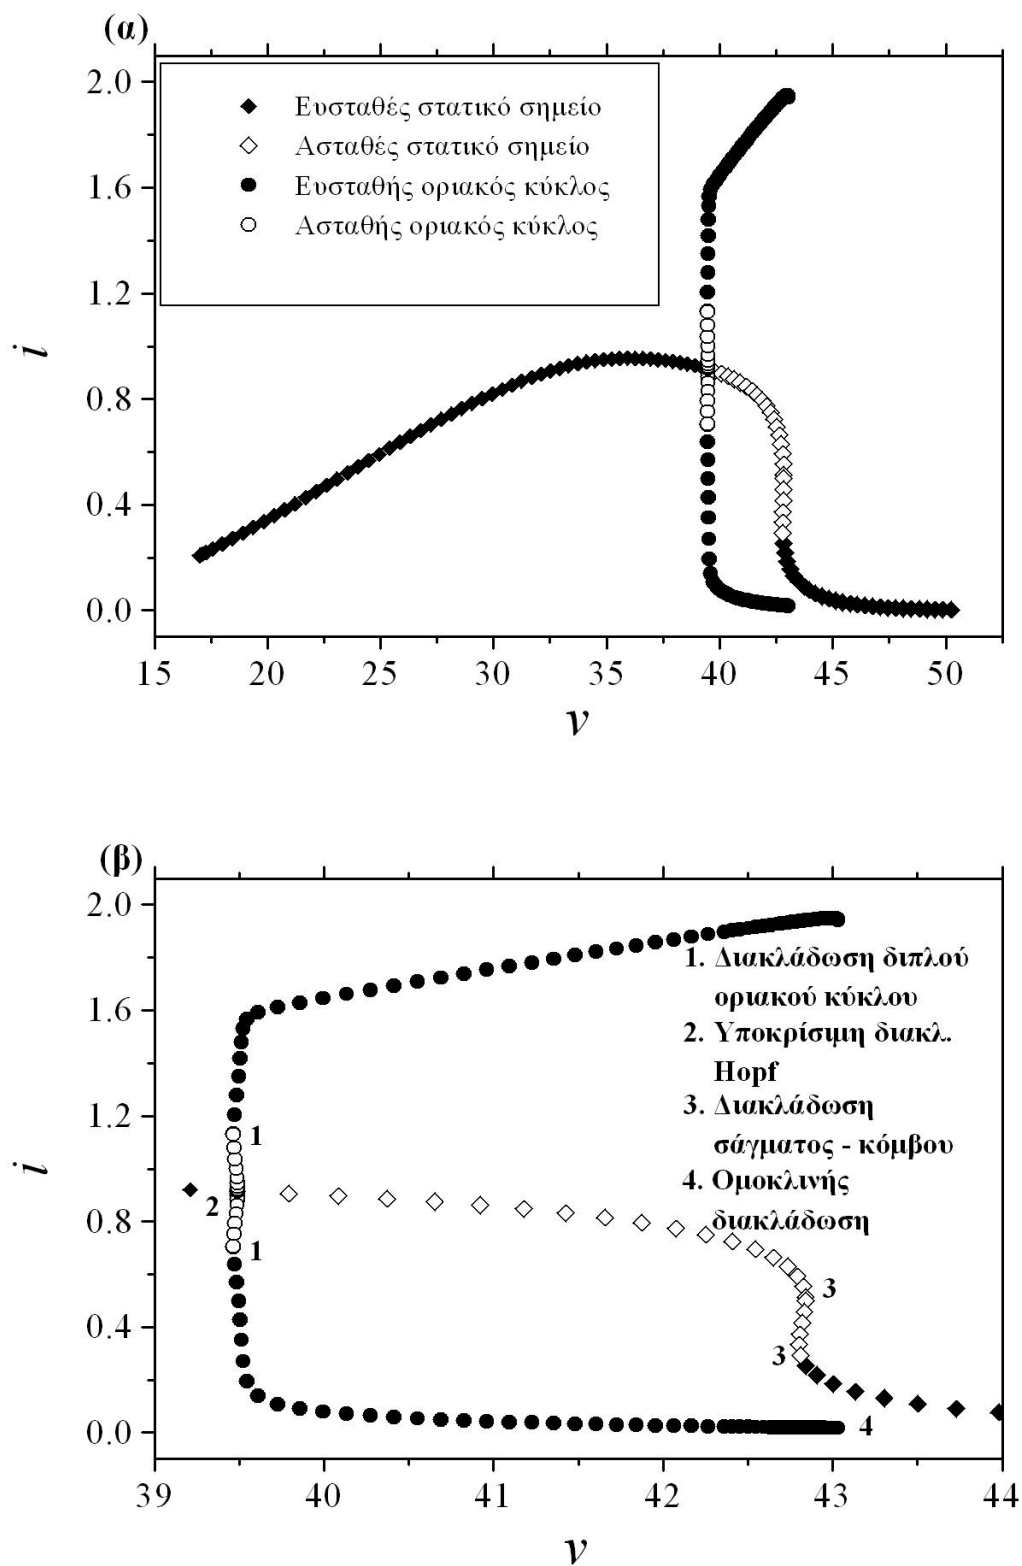 (α)
2.0
1.6
1.2
0.8
0.4
0.0
i
Ευσταθές στατικό σημείο
Ασταθές στατικό σημείο
Ευσταθής οριακός κύκλος
Ασταθής οριακός κύκλος
15 20 25 30 35 40 45 50
v
(β)
2.0
1.6
1.2
0.8
0.4
0.0
i
1. Διακλάδωση διπλού
οριακού κύκλου
2. Υποκρίσιμη διακλ.
Hopf
3. Διακλάδωση
σάγματος - κόμβου
4. Ομοκλινής
διακλάδωση
1
2
1
3
3
4
39 40 41 42 43 44
v